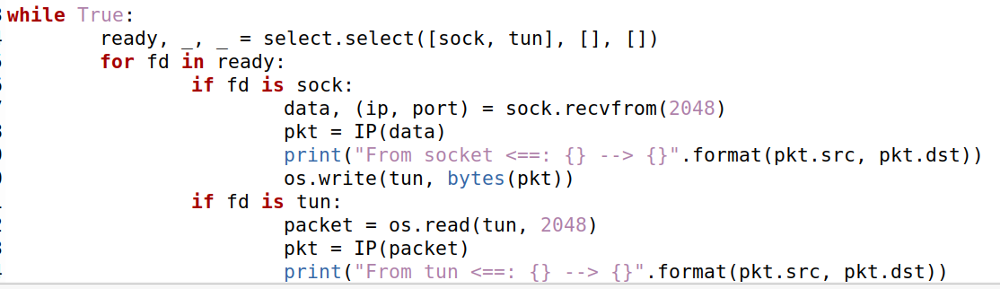 while True:
        ready, _, _ = select.select([sock, tun], [], [])
        for fd in ready:
                if fd is sock:
                        data, (ip, port) = sock.recvfrom(2048)
                        pkt = IP(data)
                        print("From socket <==: {} --> {}".format(pkt.src, pkt.dst))
                        os.write(tun, bytes(pkt))
                if fd is tun:
                        packet = os.read(tun, 2048)
                        pkt = IP(packet)
                        print("From tun <==: {} --> {}".format(pkt.src, pkt.dst))